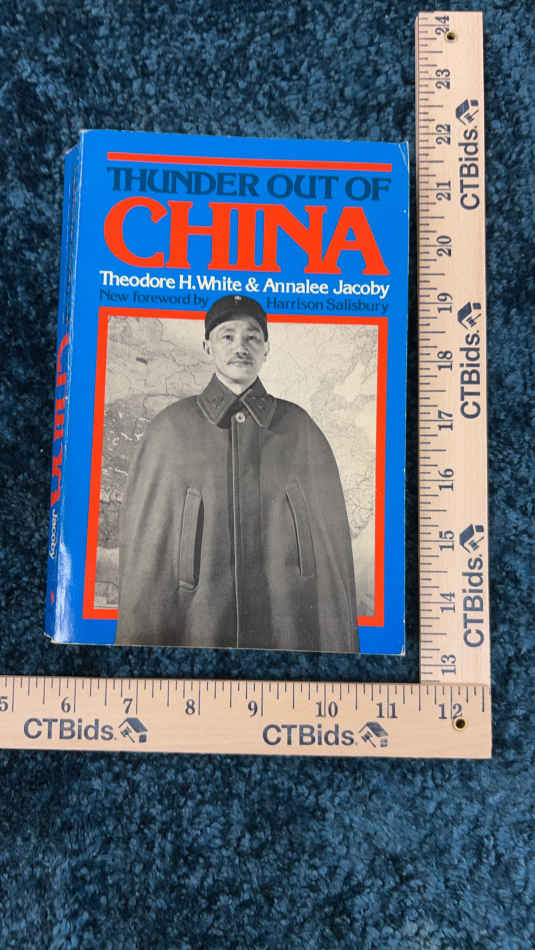 THUNDER OUT OF
CHINA
Theodore H. White & Annalee Jacoby
New foreword by Harrison Salisbury
CHINA
Jacoby
24
23
22
21
20
19
18
17
16
15
14
13
CTBids
CTBids
CTBids
5 6 7 8 9 10 11 12
CTBids CTBids